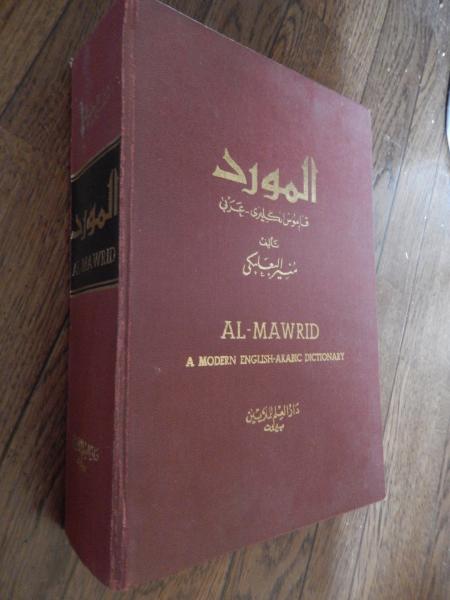 المورد
قاموس إنكليزي - عربي
تأليف
منير البعلبكي
AL-MAWRID
A MODERN ENGLISH-ARABIC DICTIONARY
دار العلم للملايين
بيروت
المورد
AL-MAWRID